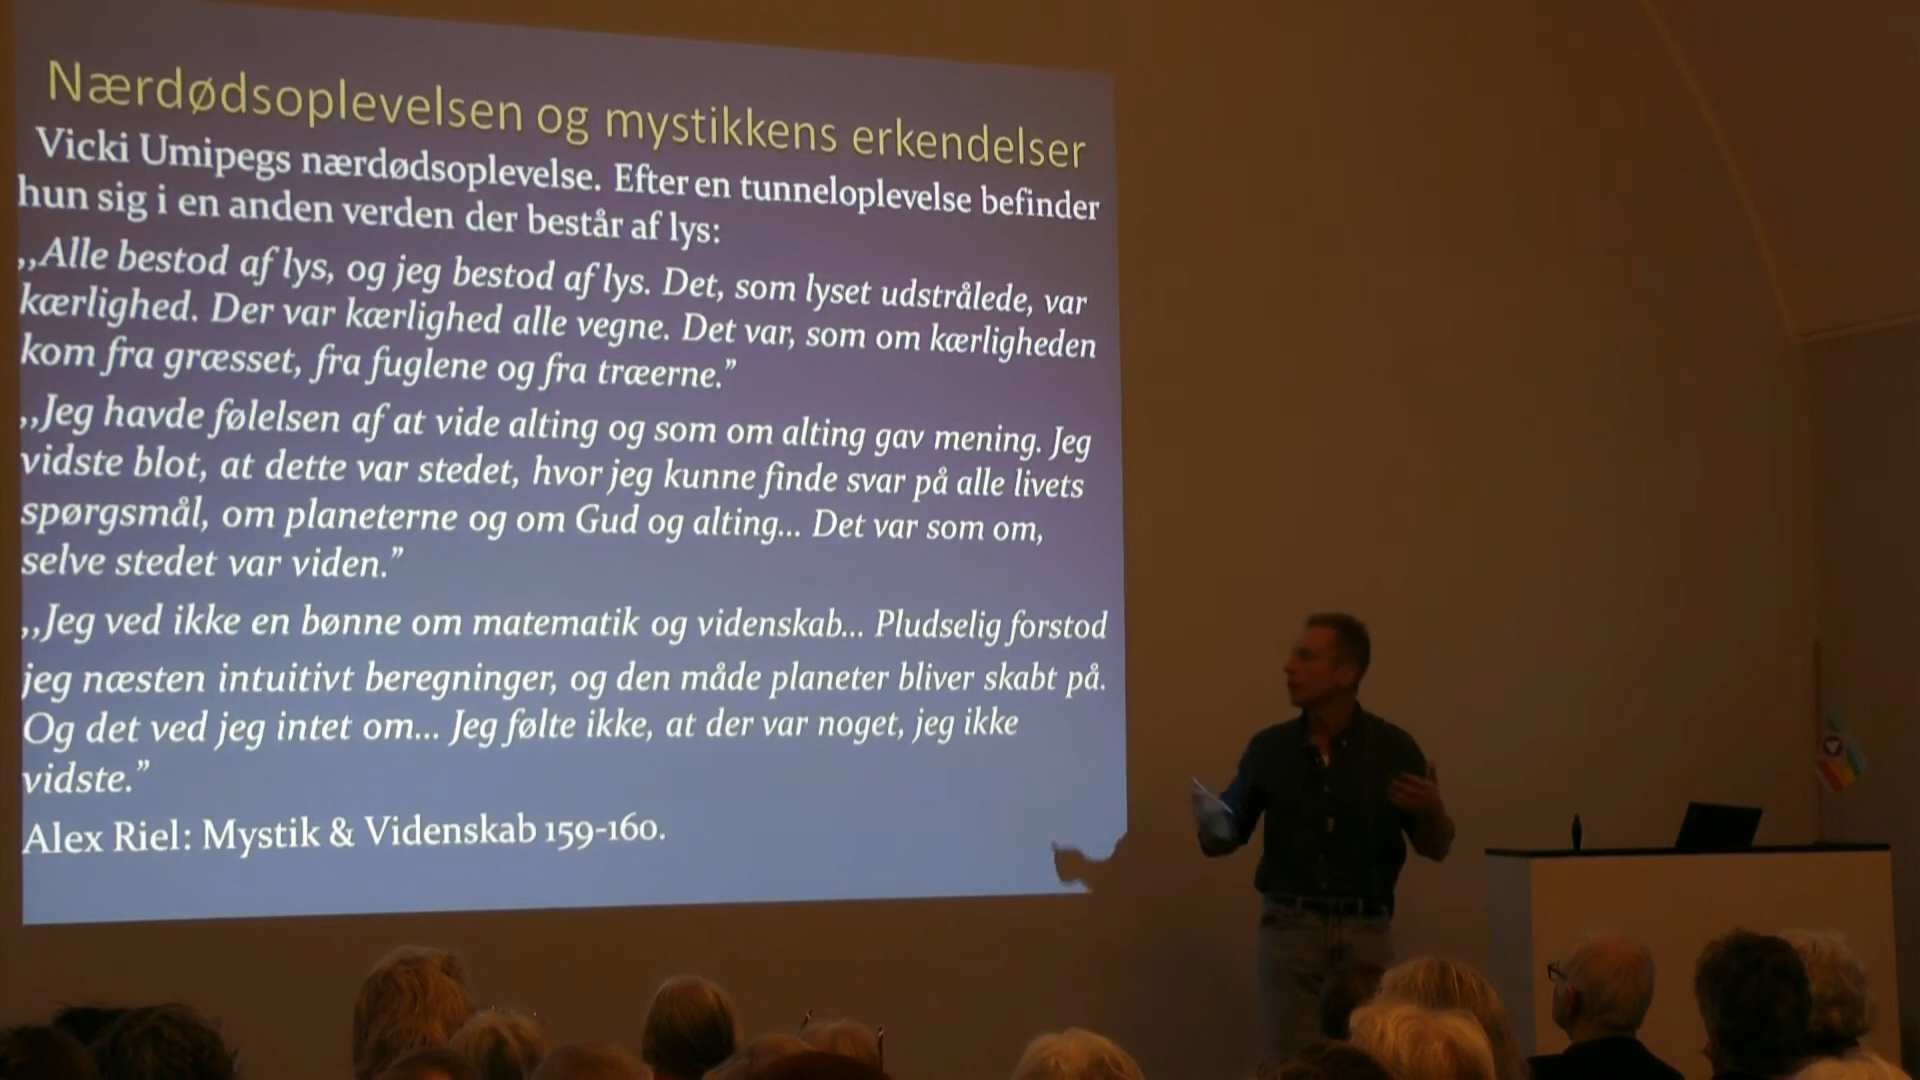 Nærdødsoplevelsen og mystikkens erkendelser
Vicki Umipegs nærdødsoplevelse. Efter en tunneloplevelse befinder
hun sig i en anden verden der består af lys:
,,Alle bestod af lys, og jeg bestod af lys. Det, som lyset udstrålede, var
kærlighed. Der var kærlighed alle vegne. Det var, som om kærligheden
kom fra græsset, fra fuglene og fra træerne.”
,,Jeg havde følelsen af at vide alting og som om alting gav mening. Jeg
vidste blot, at dette var stedet, hvor jeg kunne finde svar på alle livets
spørgsmål, om planeterne og om Gud og alting... Det var som om,
selve stedet var viden.”
,,Jeg ved ikke en bønne om matematik og videnskab... Pludselig forstod
jeg næsten intuitivt beregninger, og den måde planeter bliver skabt på.
Og det ved jeg intet om... Jeg følte ikke, at der var noget, jeg ikke
vidste.”
Alex Riel: Mystik & Videnskab 159-160.